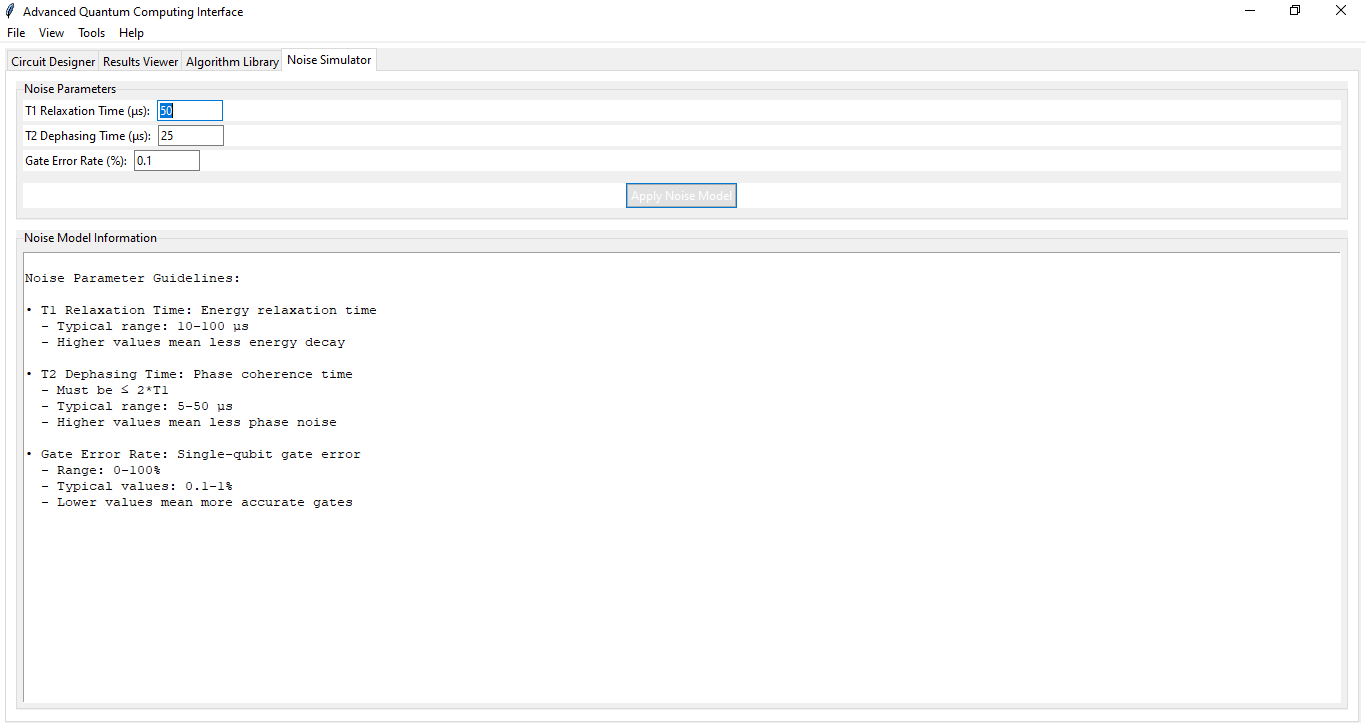 Advanced Quantum Computing Interface
File View Tools Help
Circuit Designer Results Viewer Algorithm Library Noise Simulator
Noise Parameters
T1 Relaxation Time (µs): 50
T2 Dephasing Time (µs): 25
Gate Error Rate (%): 0.1
Apply Noise Model
Noise Model Information
Noise Parameter Guidelines:
• T1 Relaxation Time: Energy relaxation time
- Typical range: 10-100 µs
- Higher values mean less energy decay
• T2 Dephasing Time: Phase coherence time
- Must be ≤ 2*T1
- Typical range: 5-50 µs
- Higher values mean less phase noise
• Gate Error Rate: Single-qubit gate error
- Range: 0-100%
- Typical values: 0.1-1%
- Lower values mean more accurate gates